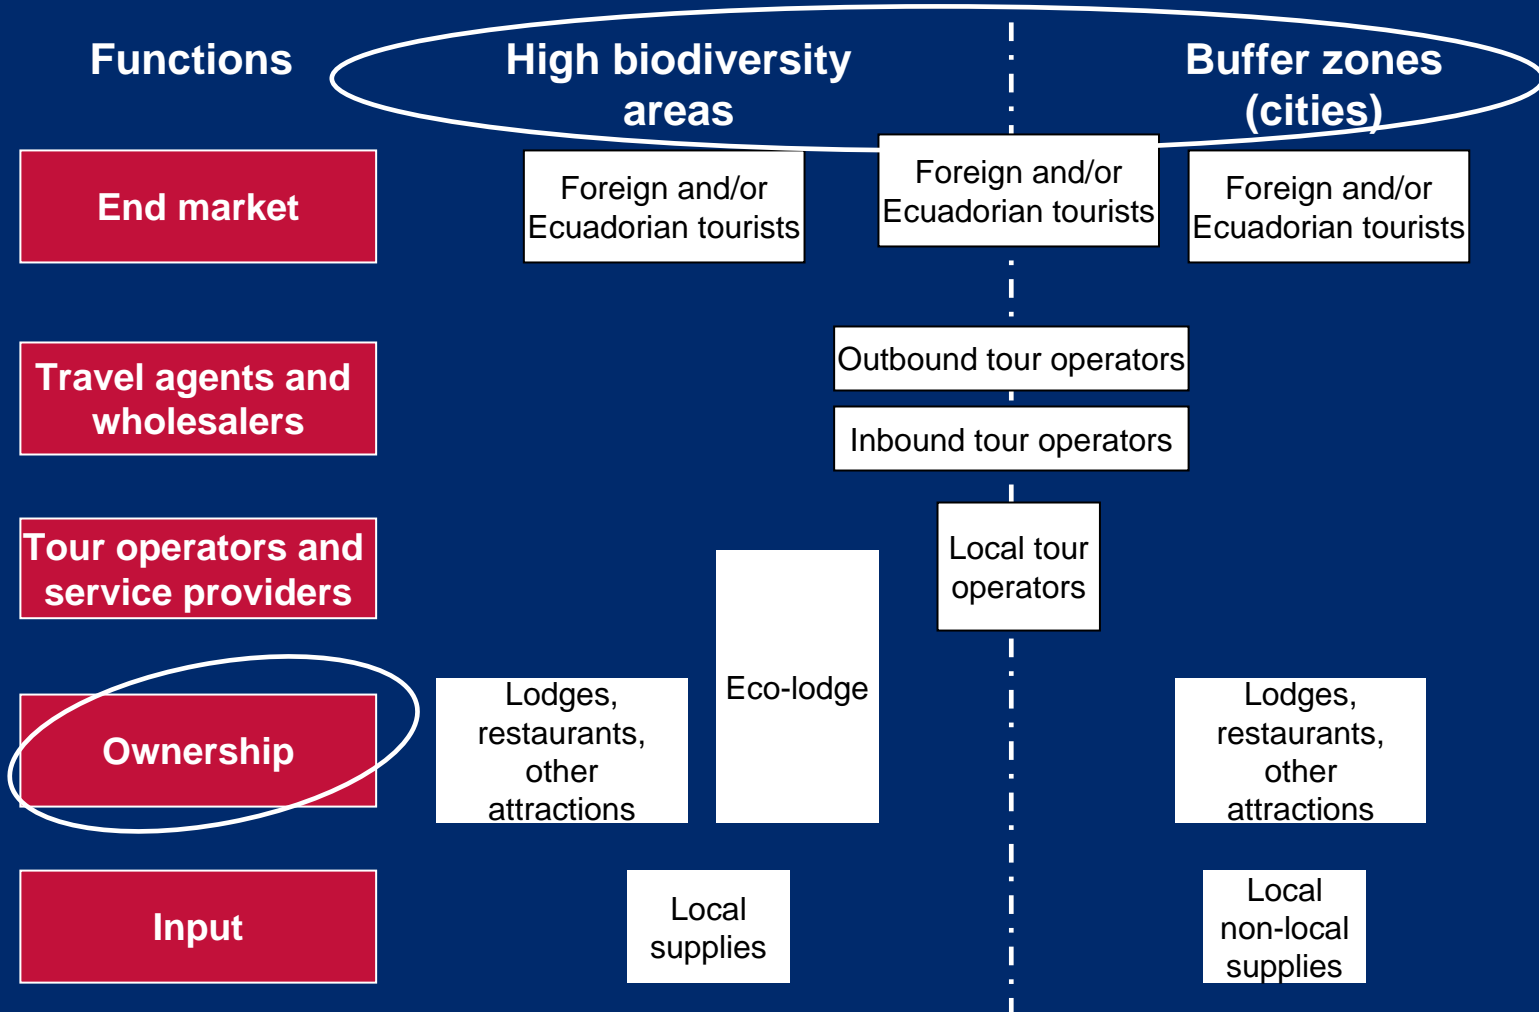 Functions
High biodiversity
areas
Buffer zones
(cities)
End market
Foreign and/or
Ecuadorian tourists
Foreign and/or
Ecuadorian tourists
Foreign and/or
Ecuadorian tourists
Travel agents and
wholesalers
Outbound tour operators
Inbound tour operators
Tour operators and
service providers
Local tour
operators
Eco-lodge
Ownership
Lodges,
restaurants,
other
attractions
Lodges,
restaurants,
other
attractions
Input
Local
supplies
Local
non-local
supplies